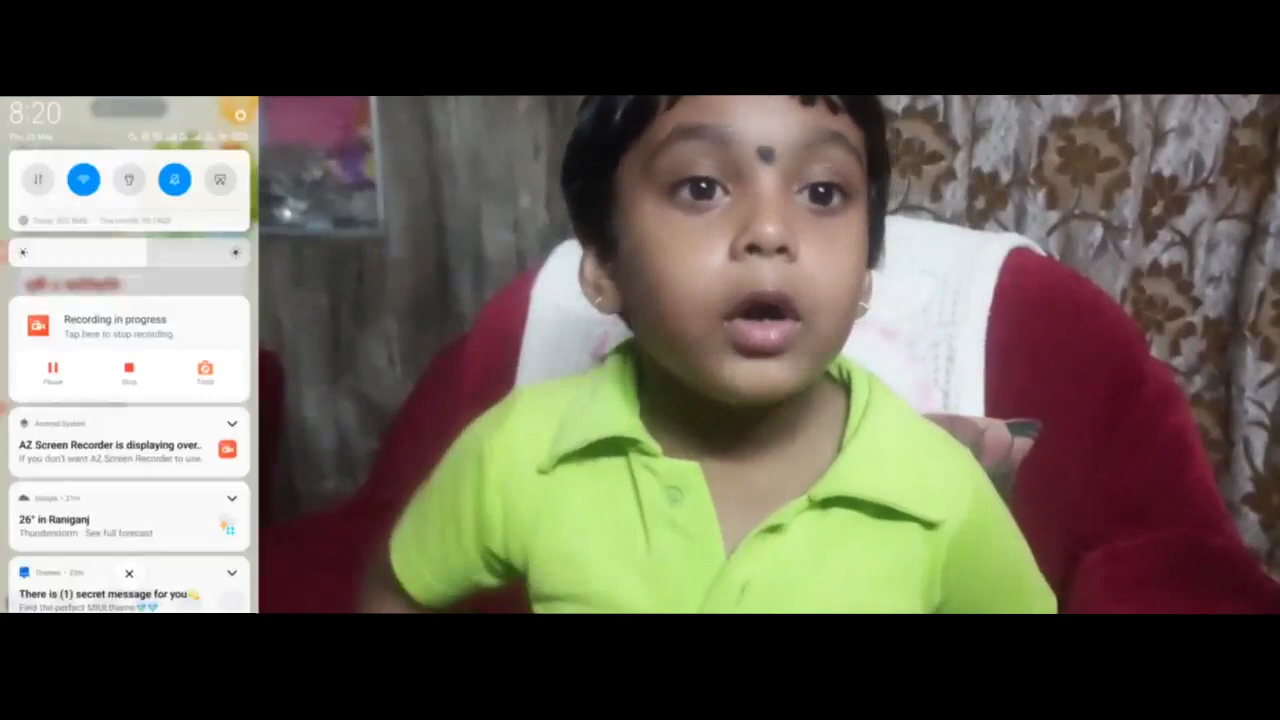 8:20
Recording in progress
Tap here to stop recording
Pause
Stop
Tools
Android System
AZ Screen Recorder is displaying over..
If you don't want AZ Screen Recorder to use..
26° in Raniganj
Thunderstorm See full forecast
Themes
There is (1) secret message for you💫
Find the perfect MIUI theme